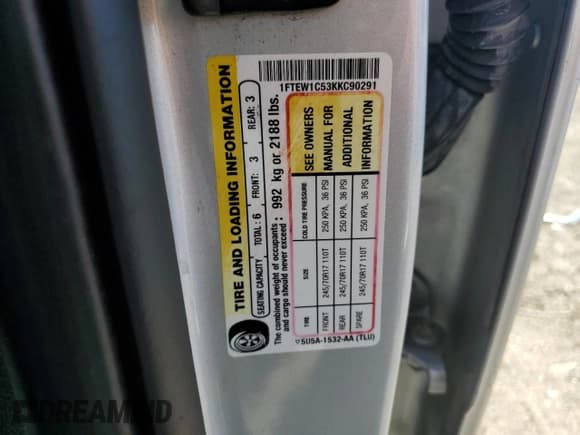 1FTEW1C53KKC90291
TIRE AND LOADING INFORMATION
SEATING CAPACITY TOTAL: 6 FRONT: 3 REAR: 3
The combined weight of occupants
and cargo should never exceed : 992 kg or 2188 lbs.
TIRE SIZE COLD TIRE PRESSURE
FRONT 245/70R17 110T 250 KPA, 36 PSI
REAR 245/70R17 110T 250 KPA, 36 PSI
SPARE 245/70R17 110T 250 KPA, 36 PSI
SEE OWNERS
MANUAL FOR
ADDITIONAL
INFORMATION
5U5A-1532-AA (TLU)
DREAMBID